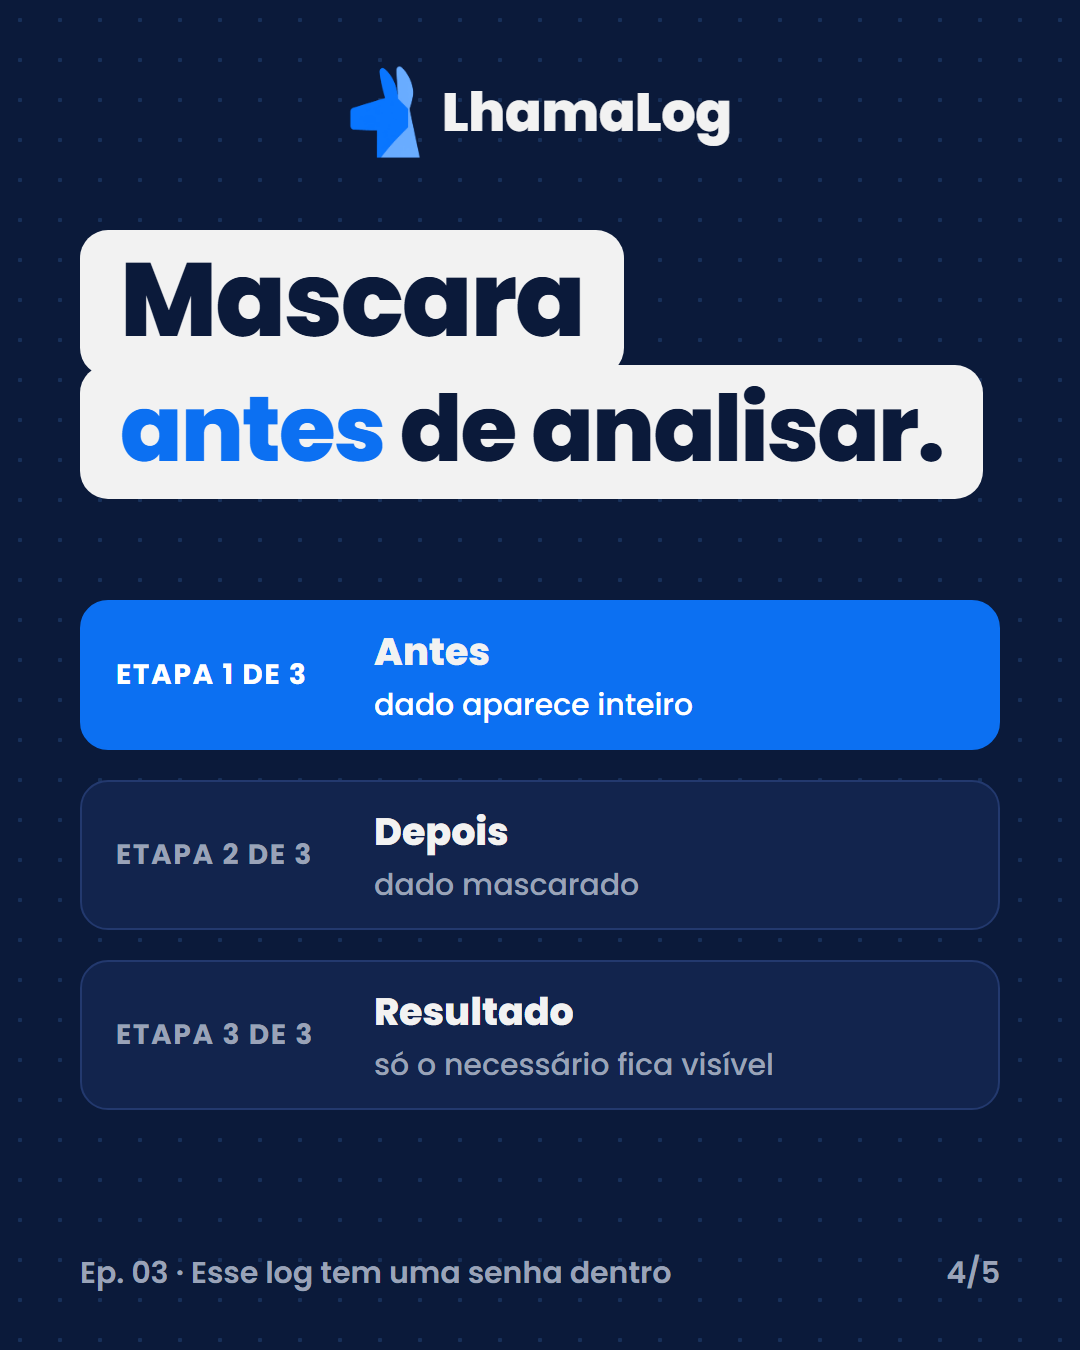 LhamaLog
Mascara
antes de analisar.
ETAPA 1 DE 3
Antes
dado aparece inteiro
ETAPA 2 DE 3
Depois
dado mascarado
ETAPA 3 DE 3
Resultado
só o necessário fica visível
Ep. 03 · Esse log tem uma senha dentro
4/5